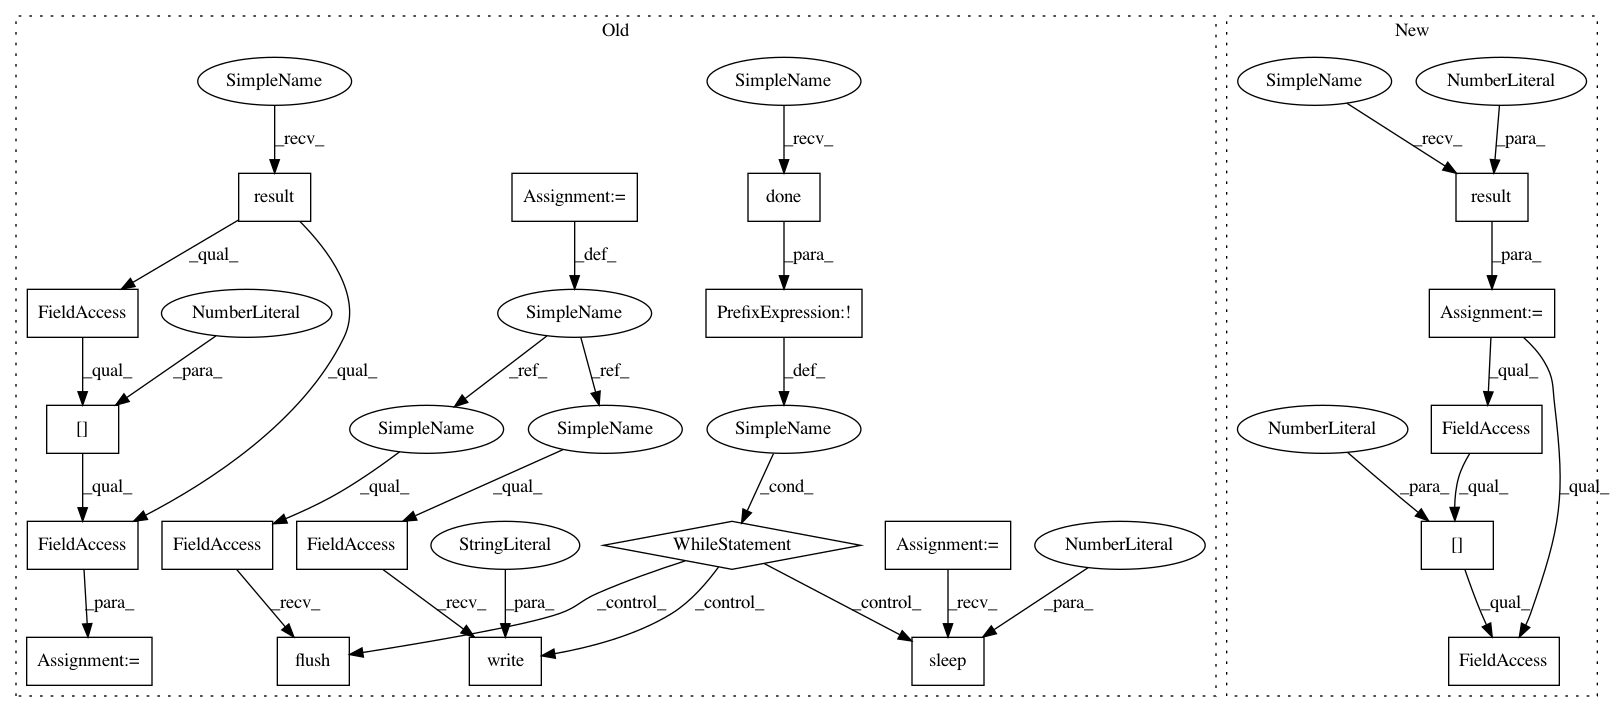 Old
New
SimpleName
SimpleName
SimpleName
NumberLiteral
_recv_
_recv_
_recv_
_para_
result
Assignment:=
done
result
_qual_
_def_
_para_
_para_
FieldAccess
NumberLiteral
SimpleName
PrefixExpression:!
Assignment:=
_qual_
_para_
_qual_
_ref_
_ref_
_def_
_qual_
[]
SimpleName
SimpleName
SimpleName
NumberLiteral
FieldAccess
_qual_
_qual_
_qual_
_cond_
_para_
_qual_
_qual_
FieldAccess
FieldAccess
FieldAccess
StringLiteral
WhileStatement
Assignment:=
NumberLiteral
[]
_para_
_recv_
_recv_
_para_
_control_
_control_
_control_
_recv_
_para_
_qual_
Assignment:=
flush
write
sleep
FieldAccess